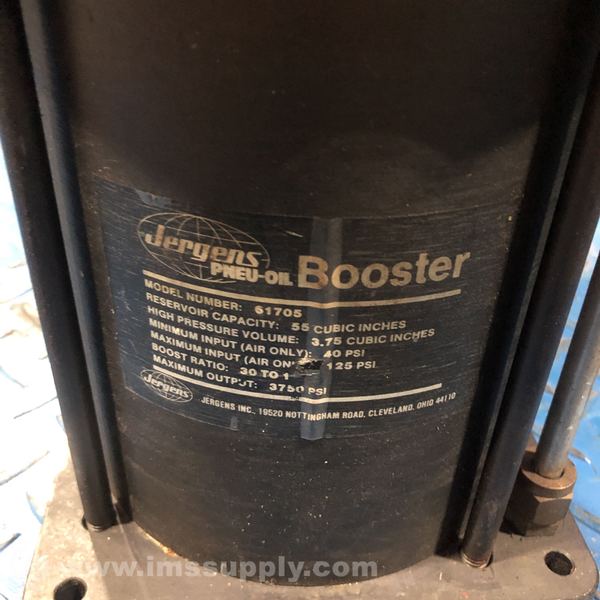 Jergens
PNEU-OIL Booster
MODEL NUMBER: 61705
RESERVOIR CAPACITY: 55 CUBIC INCHES
HIGH PRESSURE VOLUME: 3.75 CUBIC INCHES
MINIMUM INPUT (AIR ONLY): 40 PSI
MAXIMUM INPUT (AIR ONL 125 PSI
BOOST RATIO: 30 TO 1
MAXIMUM OUTPUT: 3750 PSI
Jergens
JERGENS INC., 19520 NOTTINGHAM ROAD, CLEVELAND, OHIO 44110
www.imssupply.com